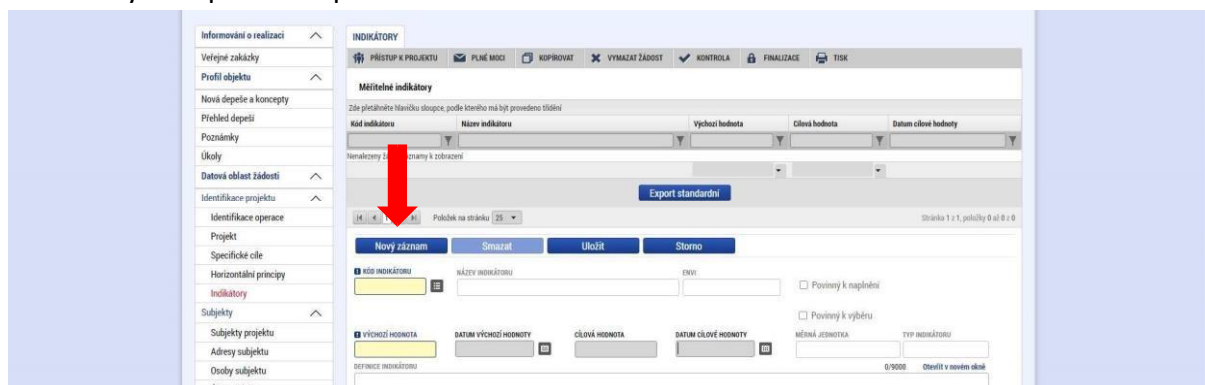 Informování o realizaci
Veřejné zakázky
Profil objektu
Nová depeše a koncepty
Přehled depeší
Poznámky
Úkoly
Datová oblast žádosti
Identifikace projektu
Identifikace operace
Projekt
Specifické cíle
Horizontální principy
Indikátory
Subjekty
Subjekty projektu
Adresy subjektu
Osoby subjektu
INDIKÁTORY
PŘÍSTUP K PROJEKTU PLNÉ MOCI KOPÍROVAT VYMAZAT ŽÁDOST KONTROLA FINALIZACE TISK
Měřitelné indikátory
Zde přetáhněte hlavičku sloupce, podle kterého má být provedeno třídění
Kód indikátoru Název indikátoru Výchozí hodnota Cílová hodnota Datum cílové hodnoty
Nenalezeny k zobrazení
Export standardní
Položek na stránku 25 Stránka 1 z 1, položky 0 až 0 z 0
Nový záznam Smazat Uložit Storno
KÓD INDIKÁTORU NÁZEV INDIKÁTORU ENVI
Povinný k naplnění
Povinný k výběru
VÝCHOZÍ HODNOTA DATUM VÝCHOZÍ HODNOTY CÍLOVÁ HODNOTA DATUM CÍLOVÉ HODNOTY MĚRNÁ JEDNOTKA TYP INDIKÁTORU
DEFINICE INDIKÁTORU 0/9000 Otevřít v novém okně